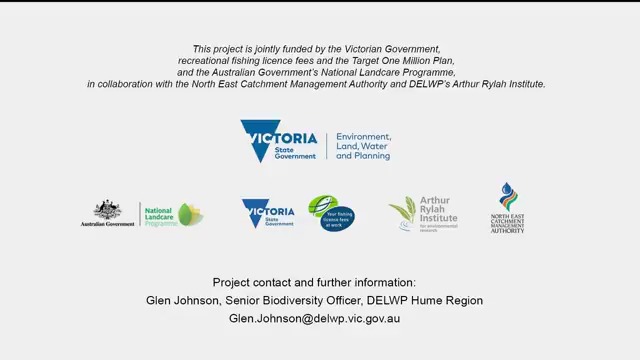 This project is jointly funded by the Victorian Government,
recreational fishing licence fees and the Target One Million Plan,
and the Australian Government's National Landcare Programme,
in collaboration with the North East Catchment Management Authority and DELWP's Arthur Rylah Institute.
VICTORIA
State
Government
Environment,
Land, Water
and Planning
Australian Government
National
Landcare
Programme
VICTORIA
State
Government
Your fishing
licence fees
at work
Arthur
Rylah
Institute
for environmental
research
NORTH EAST
CATCHMENT
MANAGEMENT
AUTHORITY
Project contact and further information:
Glen Johnson, Senior Biodiversity Officer, DELWP Hume Region
Glen.Johnson@delwp.vic.gov.au